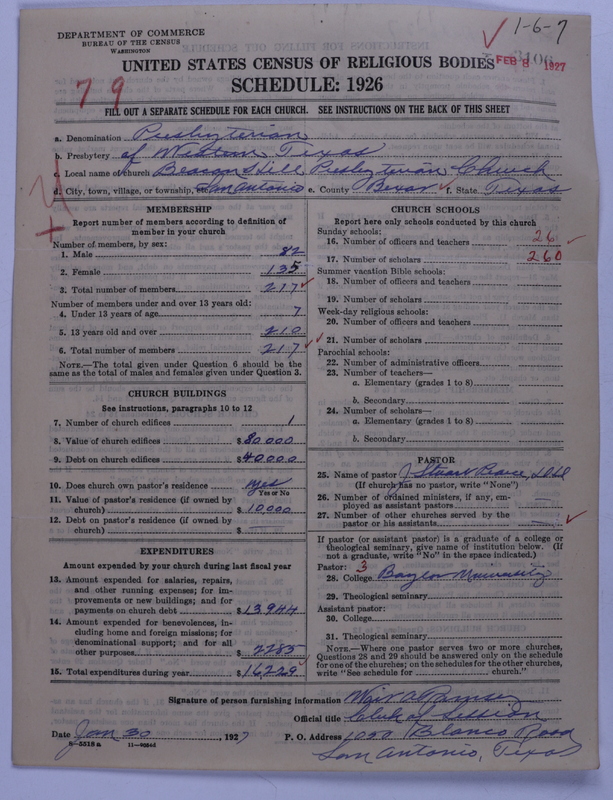 1-6-7
DEPARTMENT OF COMMERCE
BUREAU OF THE CENSUS
WASHINGTON
UNITED STATES CENSUS OF RELIGIOUS BODIES
FEB 8 1927
SCHEDULE: 1926
79
FILL OUT A SEPARATE SCHEDULE FOR EACH CHURCH. SEE INSTRUCTIONS ON THE BACK OF THIS SHEET
a. Denomination Presbyterian
b. Presbytery of Western Texas
c. Local name of church Beacon Hill Presbyterian Church
d. City, town, village, or township, etc. San Antonio e. County Bexar f. State Texas
MEMBERSHIP
Report number of members according to definition of member in your church
Number of members, by sex:
1. Male 82
2. Female 135
3. Total number of members 217
Number of members under and over 13 years old:
4. Under 13 years of age 7
5. 13 years old and over 210
6. Total number of members 217
NOTE.—The total given under Question 6 should be
same as the total of males and females given under Question 3.
CHURCH BUILDINGS
See instructions, paragraphs 10 to 12
7. Number of church edifices 1
8. Value of church edifices $80000
9. Debt on church edifices $40000
10. Does church own pastor's residence yes
Yes or No
11. Value of pastor's residence (if owned by
church) $10,000
12. Debt on pastor's residence (if owned by
church) $
EXPENDITURES
Amount expended by your church during last fiscal year
13. Amount expended for salaries, repairs,
and other running expenses; for im-
provements or new buildings; and for
payments on church debt $13944
14. Amount expended for benevolences, in-
cluding home and foreign missions; for
denominational support; and for all
other purposes $2285
15. Total expenditures during year $16229
CHURCH SCHOOLS
Report here only schools conducted by this church
Sunday schools:
16. Number of officers and teachers 26
17. Number of scholars 260
Summer vacation Bible schools:
18. Number of officers and teachers
19. Number of scholars
Week-day religious schools:
20. Number of officers and teachers
21. Number of scholars
Parochial schools:
22. Number of administrative officers
23. Number of teachers—
a. Elementary (grades 1 to 8)
b. Secondary
24. Number of scholars—
a. Elementary (grades 1 to 8)
b. Secondary
PASTOR
25. Name of pastor J Stuart
(If church has no pastor, write "None")
26. Number of ordained ministers, if any, em-
ployed as assistant pastors
27. Number of other churches served by the
pastor or his assistants
If pastor (or assistant pastor) is a graduate of a college or
theological seminary, give name of institution below. (If
not a graduate, write "No" in the space indicated.)
Pastor: 3
28. College Baylor University
29. Theological seminary
Assistant pastor:
30. College
31. Theological seminary
NOTE.—Where one pastor serves two or more churches,
Questions 28 and 29 should be answered only on the schedule
for one of the churches; on the schedules for the other churches,
write "See schedule for church."
Signature of person furnishing information Ramsey
Official title Clerk of Session
Date Jan 30, 1927 P. O. Address 1050 Blanco Road
8—5518a 11—
San Antonio, Texas